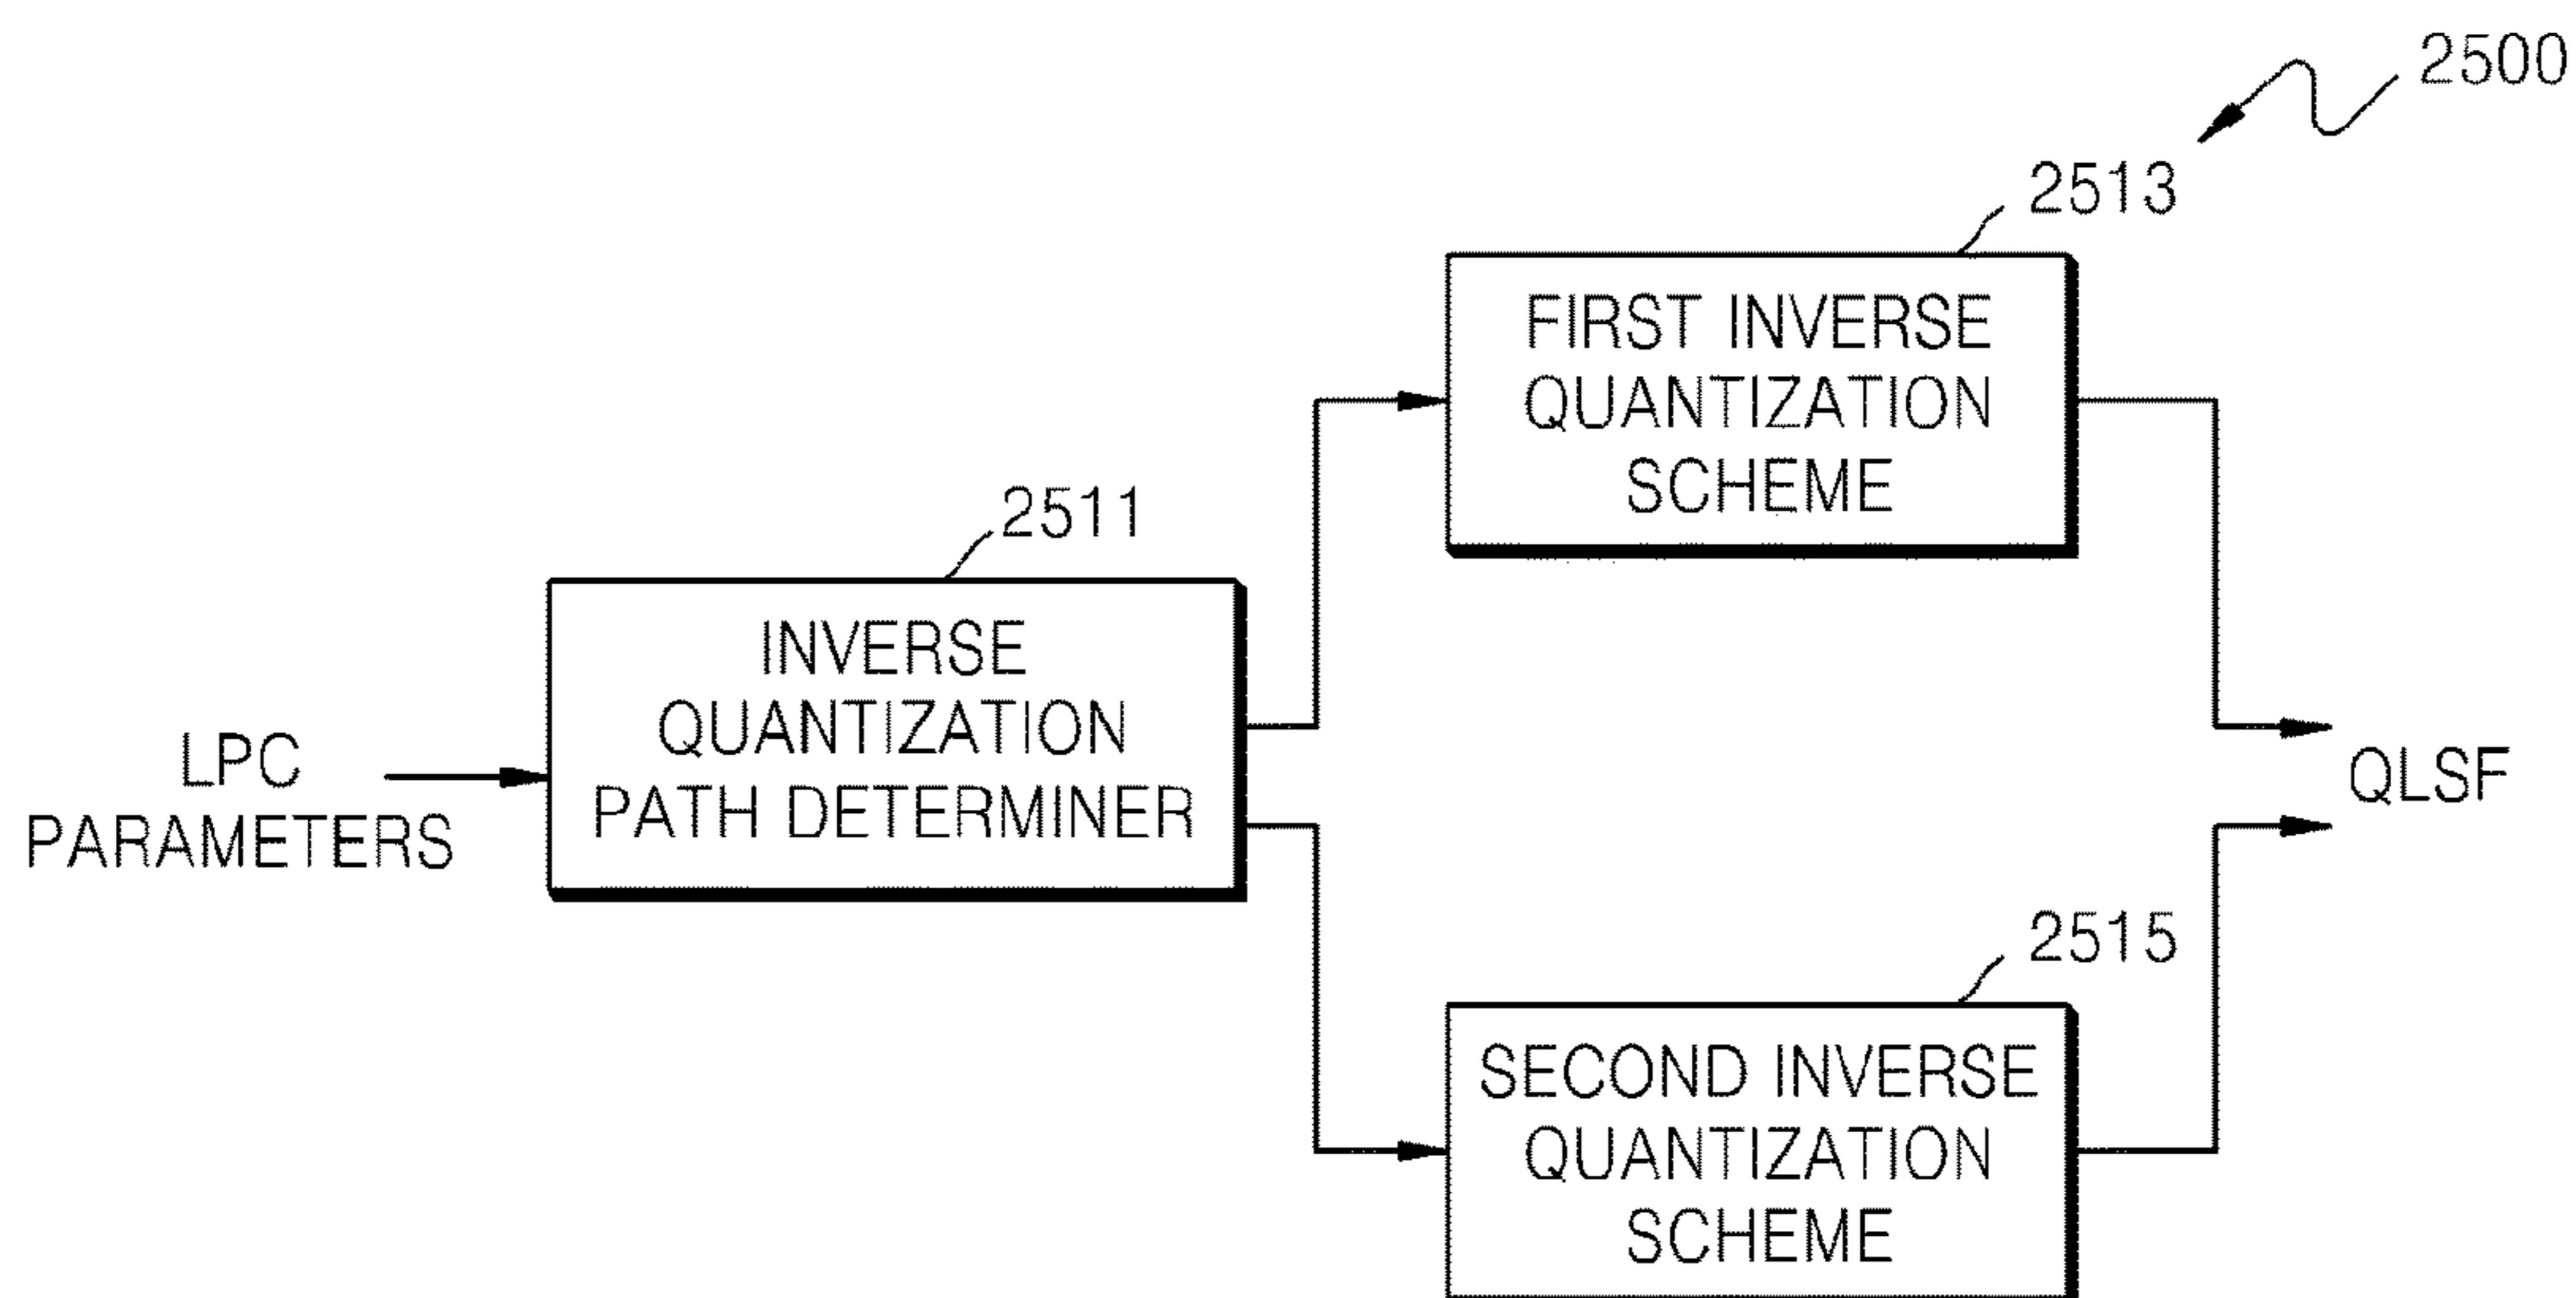 2500
2513
FIRST INVERSE
QUANTIZATION
SCHEME
2511
INVERSE
QUANTIZATION
PATH DETERMINER
LPC
PARAMETERS
QLSF
2515
SECOND INVERSE
QUANTIZATION
SCHEME